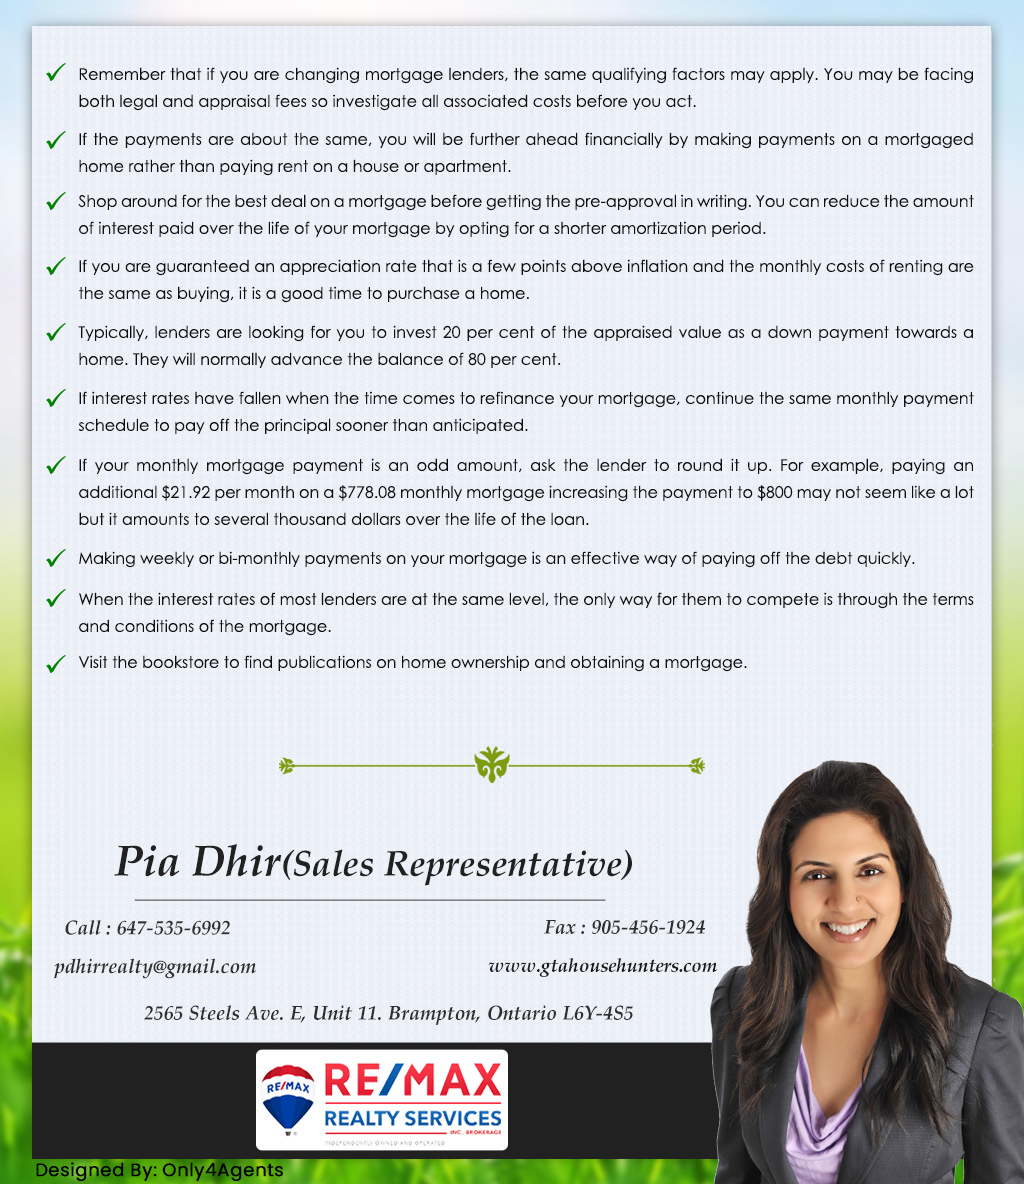 Remember that if you are changing mortgage lenders, the same qualifying factors may apply. You may be facing
both legal and appraisal fees so investigate all associated costs before you act.
If the payments are about the same, you will be further ahead financially by making payments on a mortgaged
home rather than paying rent on a house or apartment.
Shop around for the best deal on a mortgage before getting the pre-approval in writing. You can reduce the amount
of interest paid over the life of your mortgage by opting for a shorter amortization period.
If you are guaranteed an appreciation rate that is a few points above inflation and the monthly costs of renting are
the same as buying, it is a good time to purchase a home.
Typically, lenders are looking for you to invest 20 per cent of the appraised value as a down payment towards a
home. They will normally advance the balance of 80 per cent.
If interest rates have fallen when the time comes to refinance your mortgage, continue the same monthly payment
schedule to pay off the principal sooner than anticipated.
If your monthly mortgage payment is an odd amount, ask the lender to round it up. For example, paying an
additional $21.92 per month on a $778.08 monthly mortgage increasing the payment to $800 may not seem like a lot
but it amounts to several thousand dollars over the life of the loan.
Making weekly or bi-monthly payments on your mortgage is an effective way of paying off the debt quickly.
When the interest rates of most lenders are at the same level, the only way for them to compete is through the terms
and conditions of the mortgage.
Visit the bookstore to find publications on home ownership and obtaining a mortgage.
Pia Dhir(Sales Representative)
Call : 647-535-6992
Fax : 905-456-1924
pdhirrealty@gmail.com
www.gtahousehunters.com
2565 Steels Ave. E, Unit 11. Brampton, Ontario L6Y-4S5
RE/MAX
RE/MAX
REALTY SERVICES
INC., BROKERAGE
INDEPENDENTLY OWNED AND OPERATED
Designed By: Only4Agents